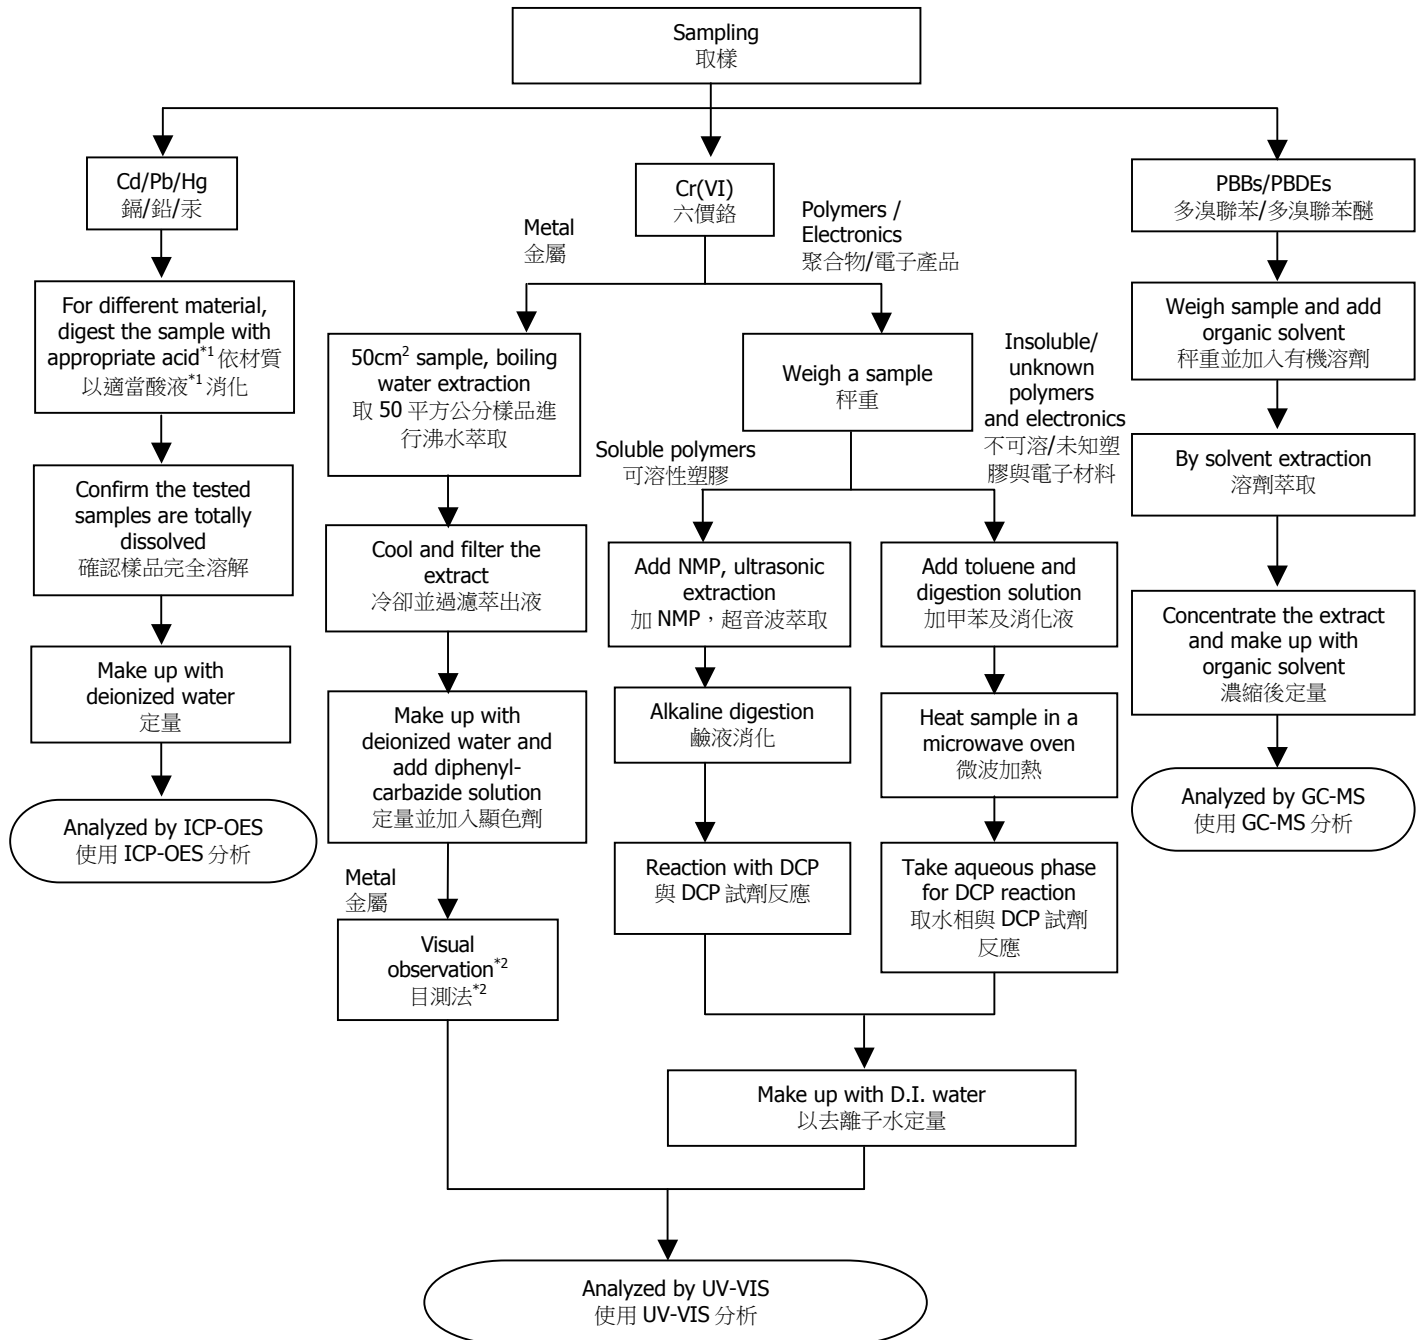 Sampling
取樣
Cd/Pb/Hg
鎘/鉛/汞
For different material,
digest the sample with
appropriate acid*1 依材質
以適當酸液*1 消化
Confirm the tested
samples are totally
dissolved
確認樣品完全溶解
Make up with
deionized water
定量
Analyzed by ICP-OES
使用 ICP-OES 分析
Cr(VI)
六價鉻
Metal
金屬
Polymers /
Electronics
聚合物/電子產品
50cm2 sample, boiling
water extraction
取 50 平方公分樣品進
行沸水萃取
Cool and filter the
extract
冷卻並過濾萃出液
Make up with
deionized water and
add diphenyl-
carbazide solution
定量並加入顯色劑
Metal
金屬
Visual
observation*2
目測法*2
Weigh a sample
秤重
Soluble polymers
可溶性塑膠
Insoluble/
unknown
polymers
and electronics
不可溶/未知塑
膠與電子材料
Add NMP, ultrasonic
extraction
加 NMP，超音波萃取
Alkaline digestion
鹼液消化
Reaction with DCP
與 DCP 試劑反應
Add toluene and
digestion solution
加甲苯及消化液
Heat sample in a
microwave oven
微波加熱
Take aqueous phase
for DCP reaction
取水相與 DCP 試劑
反應
Make up with D.I. water
以去離子水定量
Analyzed by UV-VIS
使用 UV-VIS 分析
PBBs/PBDEs
多溴聯苯/多溴聯苯醚
Weigh sample and add
organic solvent
秤重並加入有機溶劑
By solvent extraction
溶劑萃取
Concentrate the extract
and make up with
organic solvent
濃縮後定量
Analyzed by GC-MS
使用 GC-MS 分析